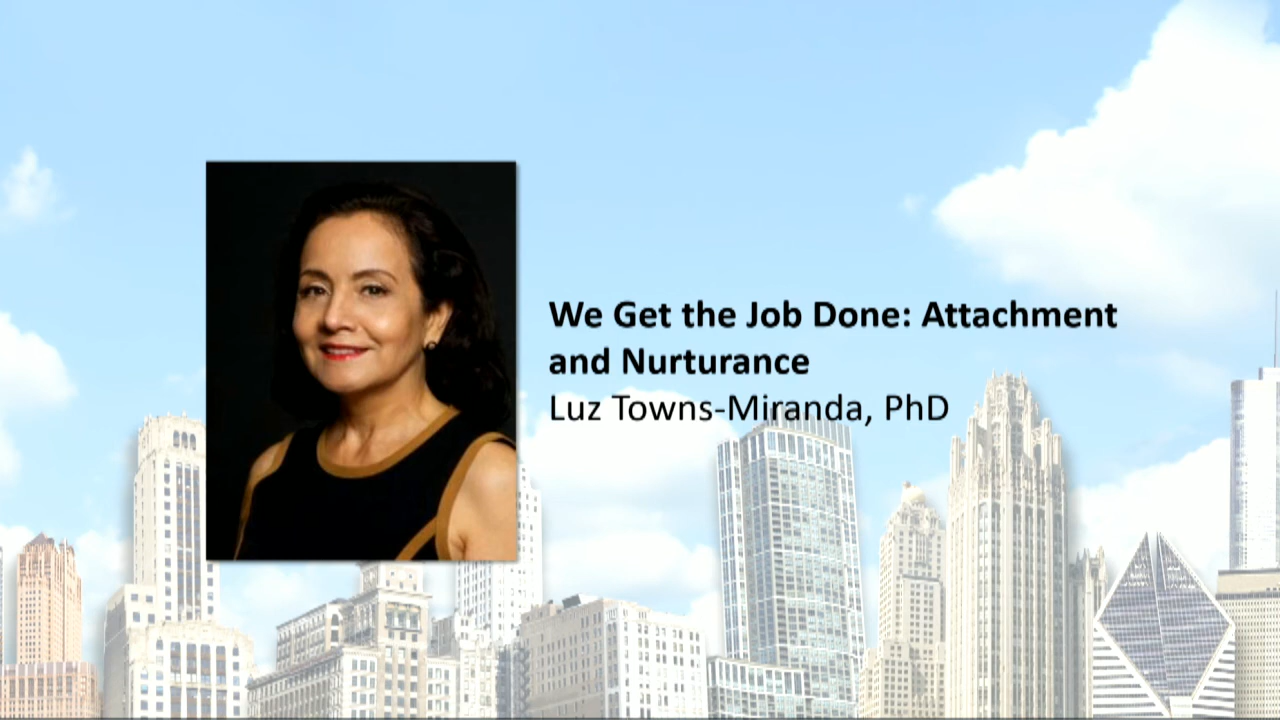 We Get the Job Done: Attachment
and Nurturance
Luz Towns-Miranda, PhD